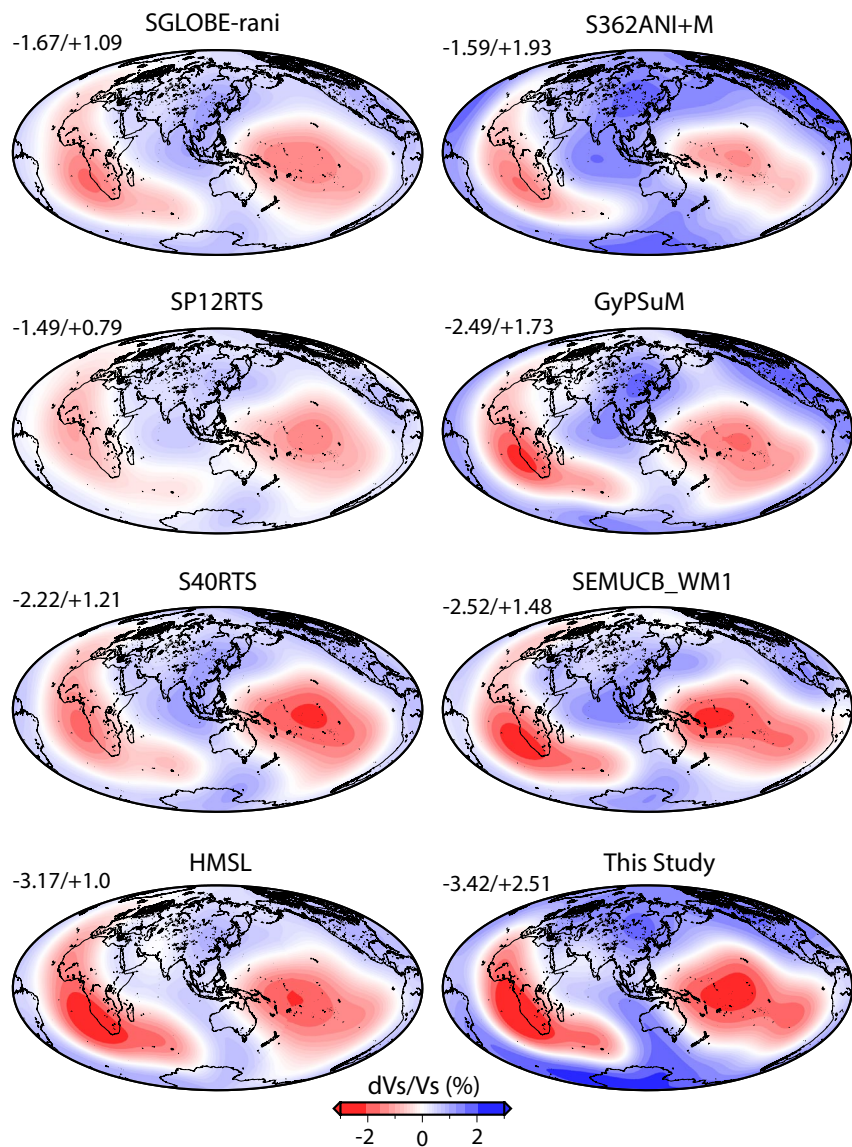 SGLOBE-rani
-1.67/+1.09
S362ANI+M
-1.59/+1.93
SP12RTS
-1.49/+0.79
GyPSuM
-2.49/+1.73
S40RTS
-2.22/+1.21
SEMUCB_WM1
-2.52/+1.48
HMSL
-3.17/+1.0
This Study
-3.42/+2.51
dVs/Vs (%)
-2 0 2